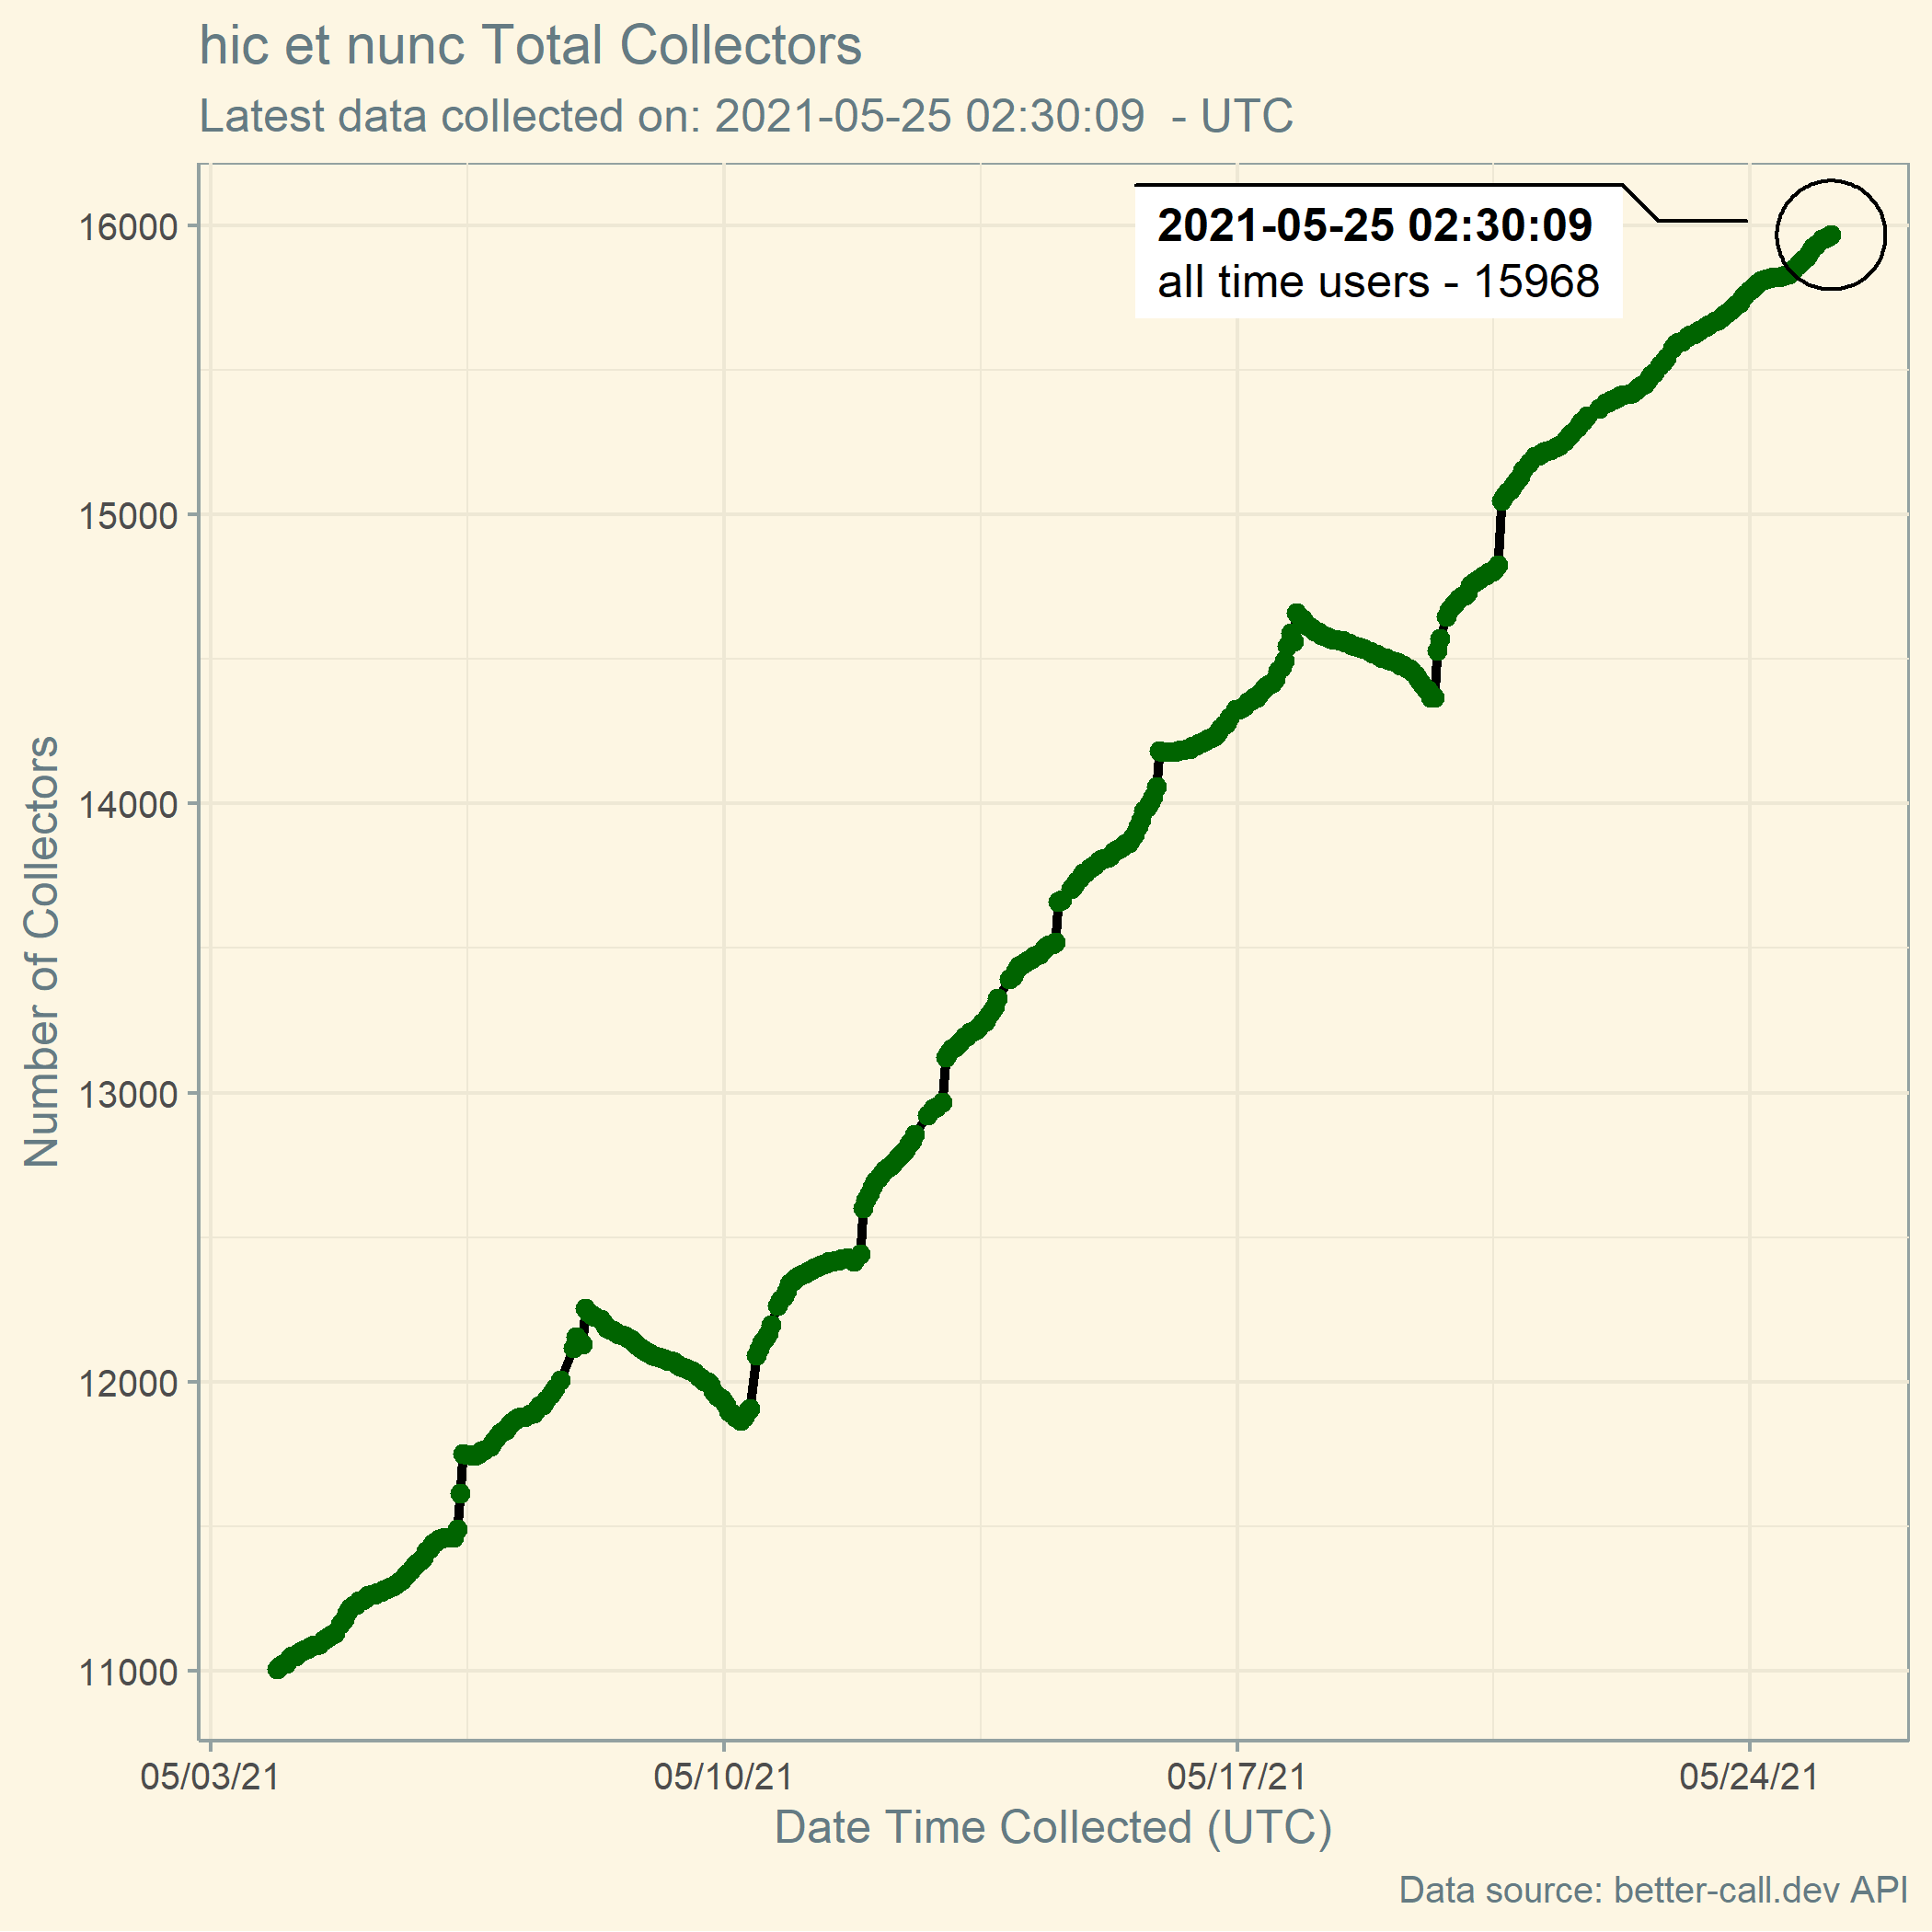 hic et nunc Total Collectors
Latest data collected on: 2021-05-25 02:30:09  - UTC
2021-05-25 02:30:09
all time users - 15968
Number of Collectors
16000
15000
14000
13000
12000
11000
05/03/21 05/10/21 05/17/21 05/24/21
Date Time Collected (UTC)
Data source: better-call.dev API